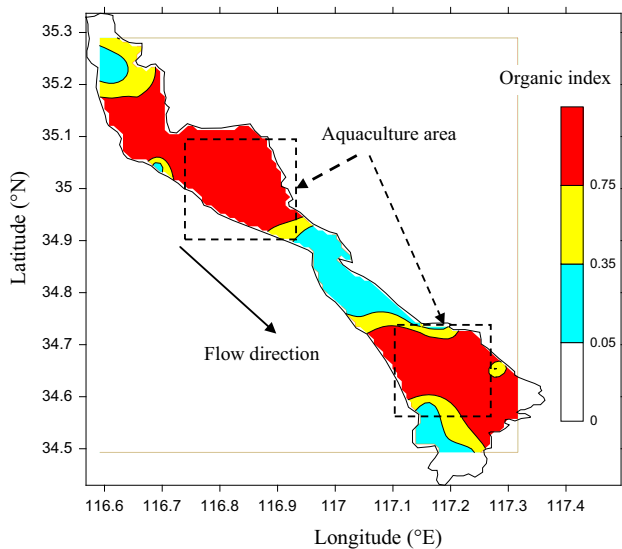 35.3
35.2
35.1
35
34.9
34.8
34.7
34.6
34.5
Latitude (°N)
116.6 116.7 116.8 116.9 117 117.1 117.2 117.3 117.4
Longitude (°E)
Aquaculture area
Flow direction
Organic index
0.75
0.35
0.05
0